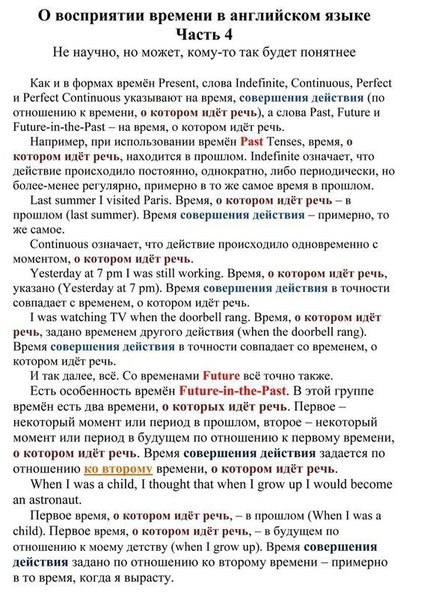 О восприятии времени в английском языке
Часть 4
Не научно, но может, кому-то так будет понятнее
Как и в формах времён Present, слова Indefinite, Continuous, Perfect
и Perfect Continuous указывают на время, совершения действия (по
отношению к времени, о котором идёт речь), а слова Past, Future и
Future-in-the-Past – на время, о котором идёт речь.
Например, при использовании времён Past Tenses, время, о
котором идёт речь, находится в прошлом. Indefinite означает, что
действие происходило постоянно, однократно, либо периодически, но
более-менее регулярно, примерно в то же самое время в прошлом.
Last summer I visited Paris. Время, о котором идёт речь – в
прошлом (last summer). Время совершения действия – примерно, то
же самое.
Continuous означает, что действие происходило одновременно с
моментом, о котором идёт речь.
Yesterday at 7 pm I was still working. Время, о котором идёт речь,
указано (Yesterday at 7 pm). Время совершения действия в точности
совпадает с временем, о котором идёт речь.
I was watching TV when the doorbell rang. Время, о котором идёт
речь, задано временем другого действия (when the doorbell rang).
Время совершения действия в точности совпадает со временем, о
котором идёт речь.
И так далее, всё. Со временами Future всё точно также.
Есть особенность времён Future-in-the-Past. В этой группе
времён есть два времени, о которых идёт речь. Первое –
некоторый момент или период в прошлом, второе – некоторый
момент или период в будущем по отношению к первому времени,
о котором идёт речь. Время совершения действия задаётся по
отношению ко второму времени, о котором идёт речь.
When I was a child, I thought that when I grow up I would become
an astronaut.
Первое время, о котором идёт речь, – в прошлом (When I was a
child). Первое время, о котором идёт речь, – в будущем по
отношению к моему детству (when I grow up). Время совершения
действия задано по отношению ко второму времени – примерно
в то время, когда я вырасту.